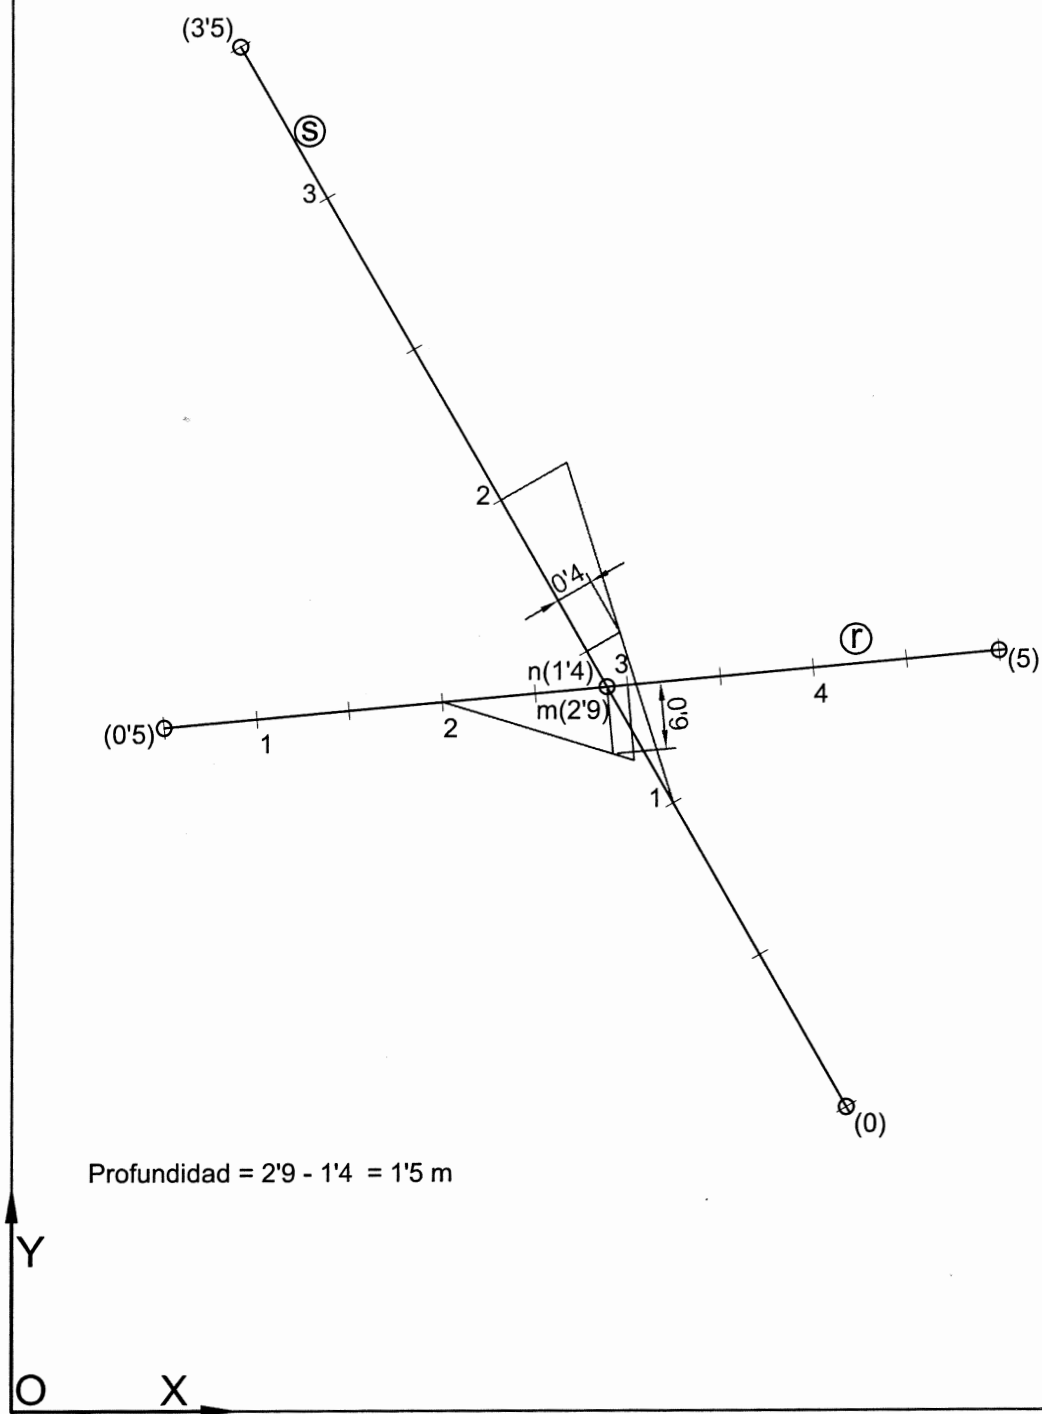 (3'5)
s
3
2
0'4
n(1'4)
3
r
(5)
m(2'9)
0'9
4
(0'5)
1
2
1
(0)
Profundidad = 2'9 - 1'4 = 1'5 m
Y
O
X